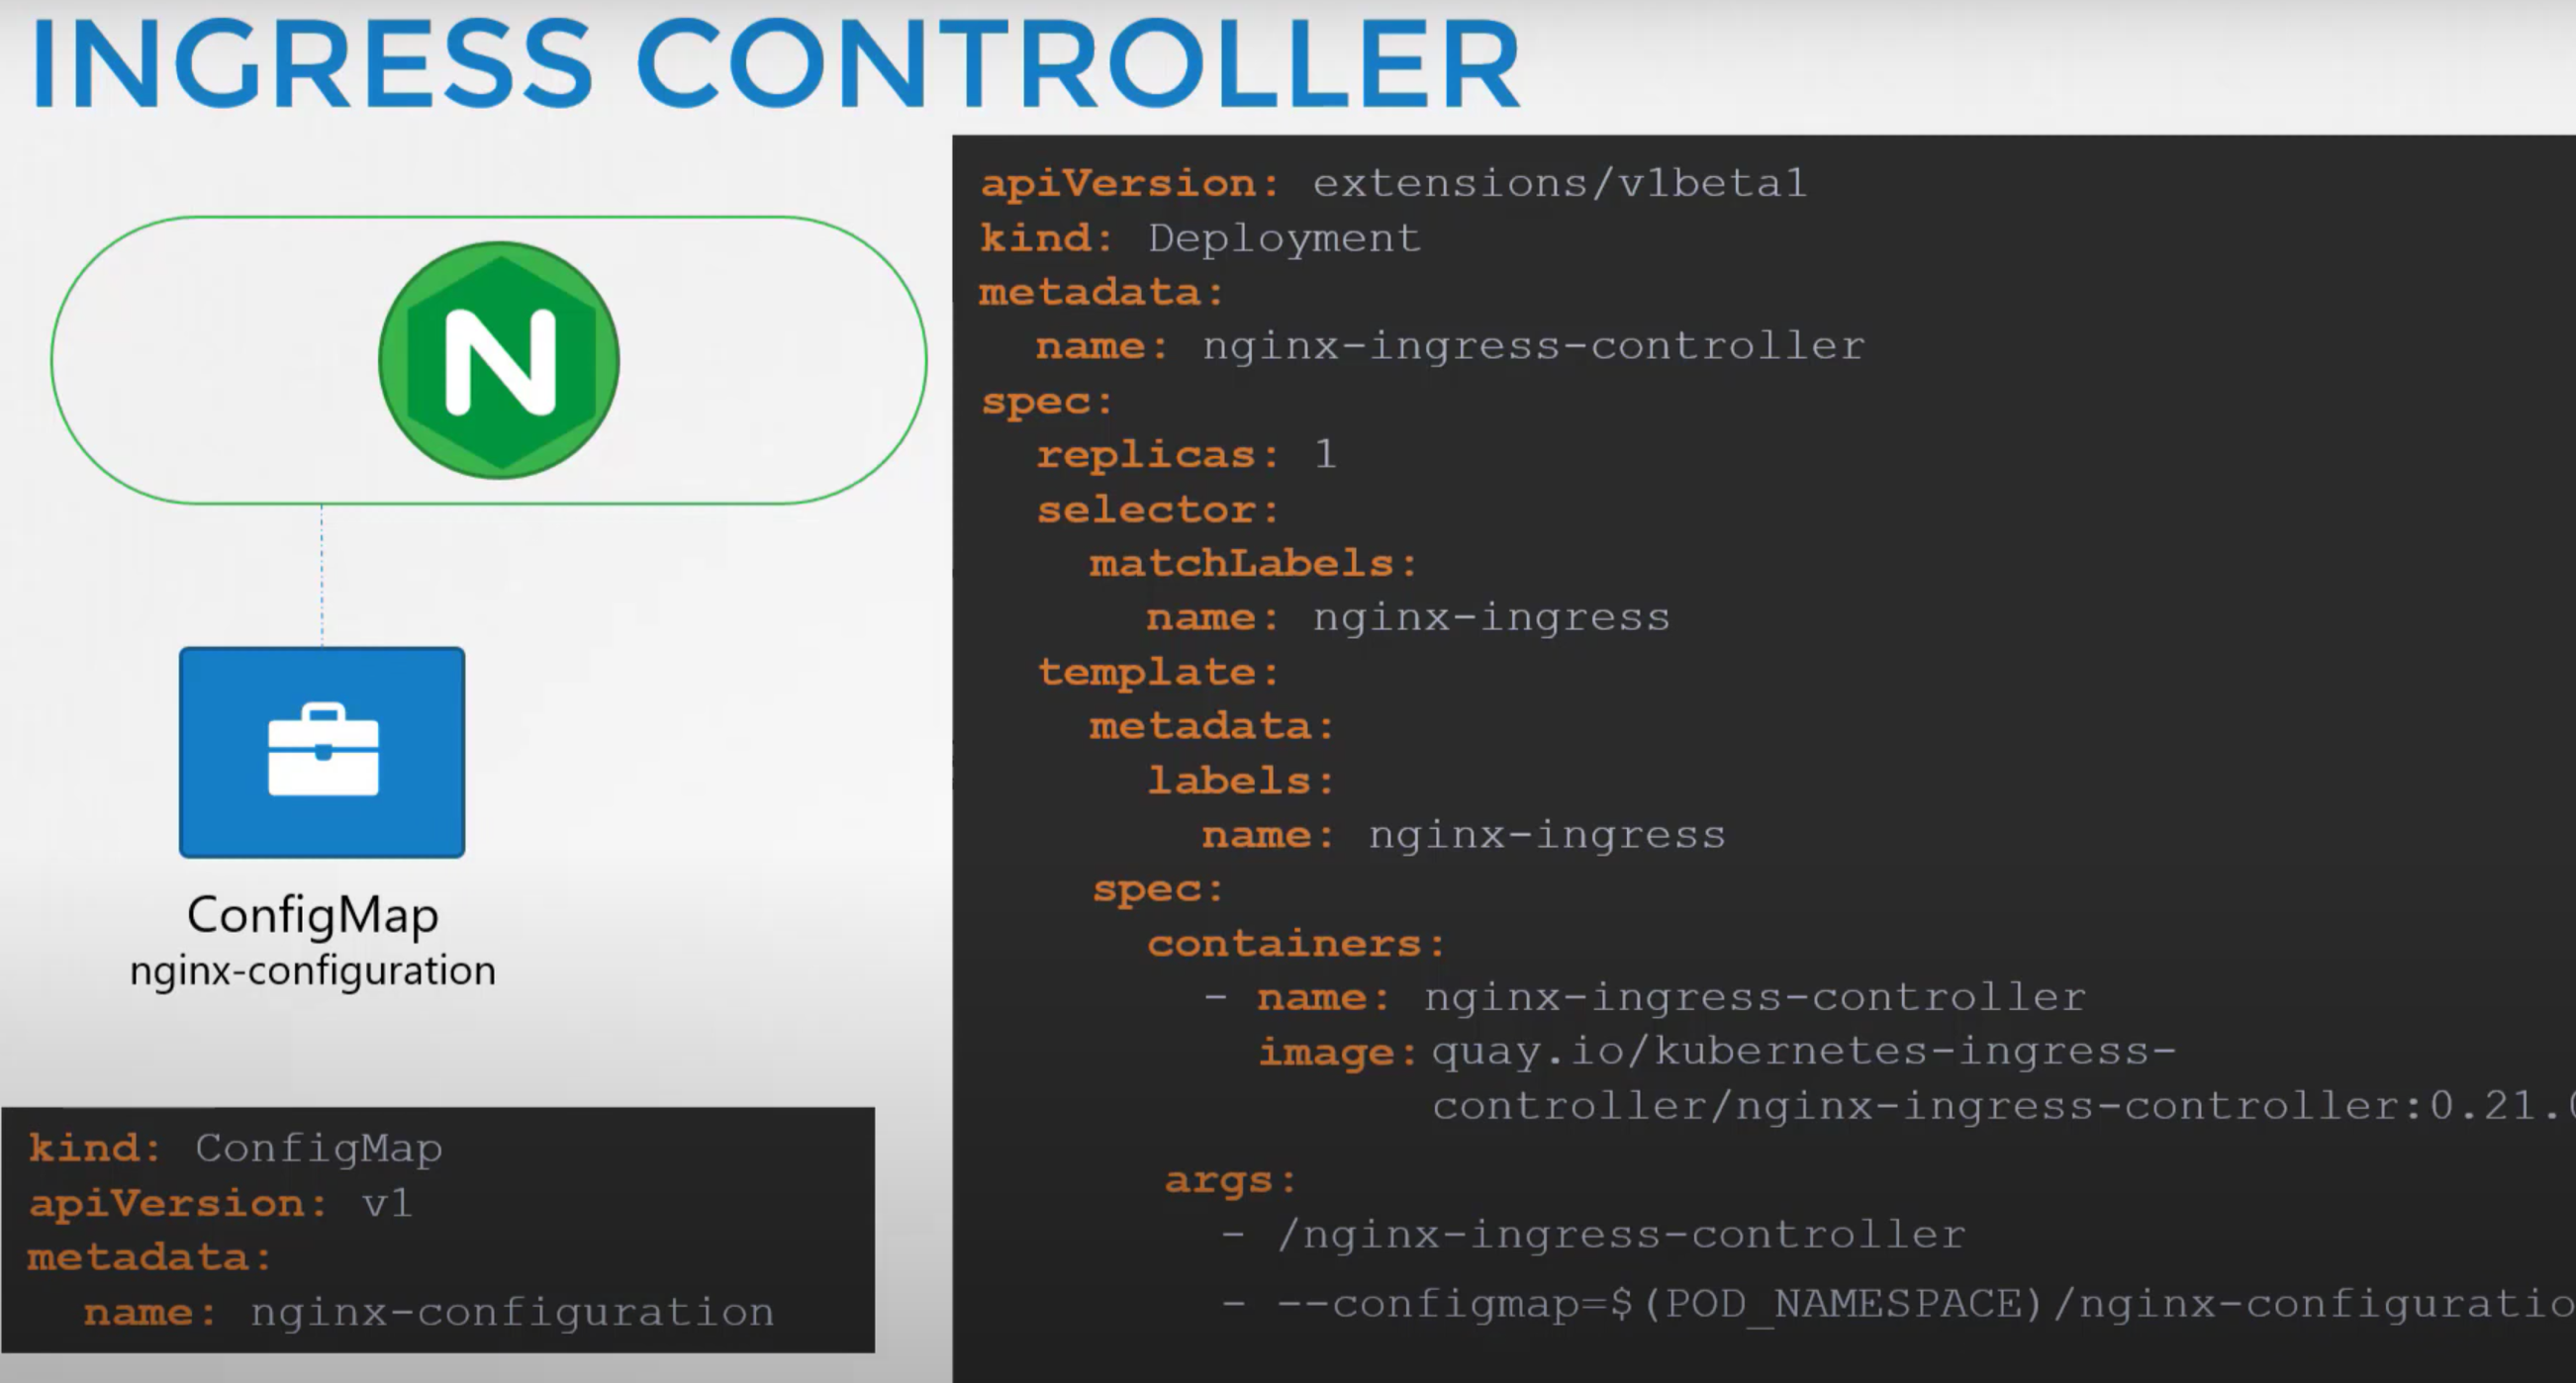 INGRESS CONTROLLER
N
ConfigMap
nginx-configuration
kind: ConfigMap
apiVersion: v1
metadata:
  name: nginx-configuration
apiVersion: extensions/v1beta1
kind: Deployment
metadata:
  name: nginx-ingress-controller
spec:
  replicas: 1
  selector:
    matchLabels:
      name: nginx-ingress
  template:
    metadata:
      labels:
        name: nginx-ingress
    spec:
      containers:
        - name: nginx-ingress-controller
          image: quay.io/kubernetes-ingress-
controller/nginx-ingress-controller:0.21.0
      args:
        - /nginx-ingress-controller
        - --configmap=$(POD_NAMESPACE)/nginx-configuratio